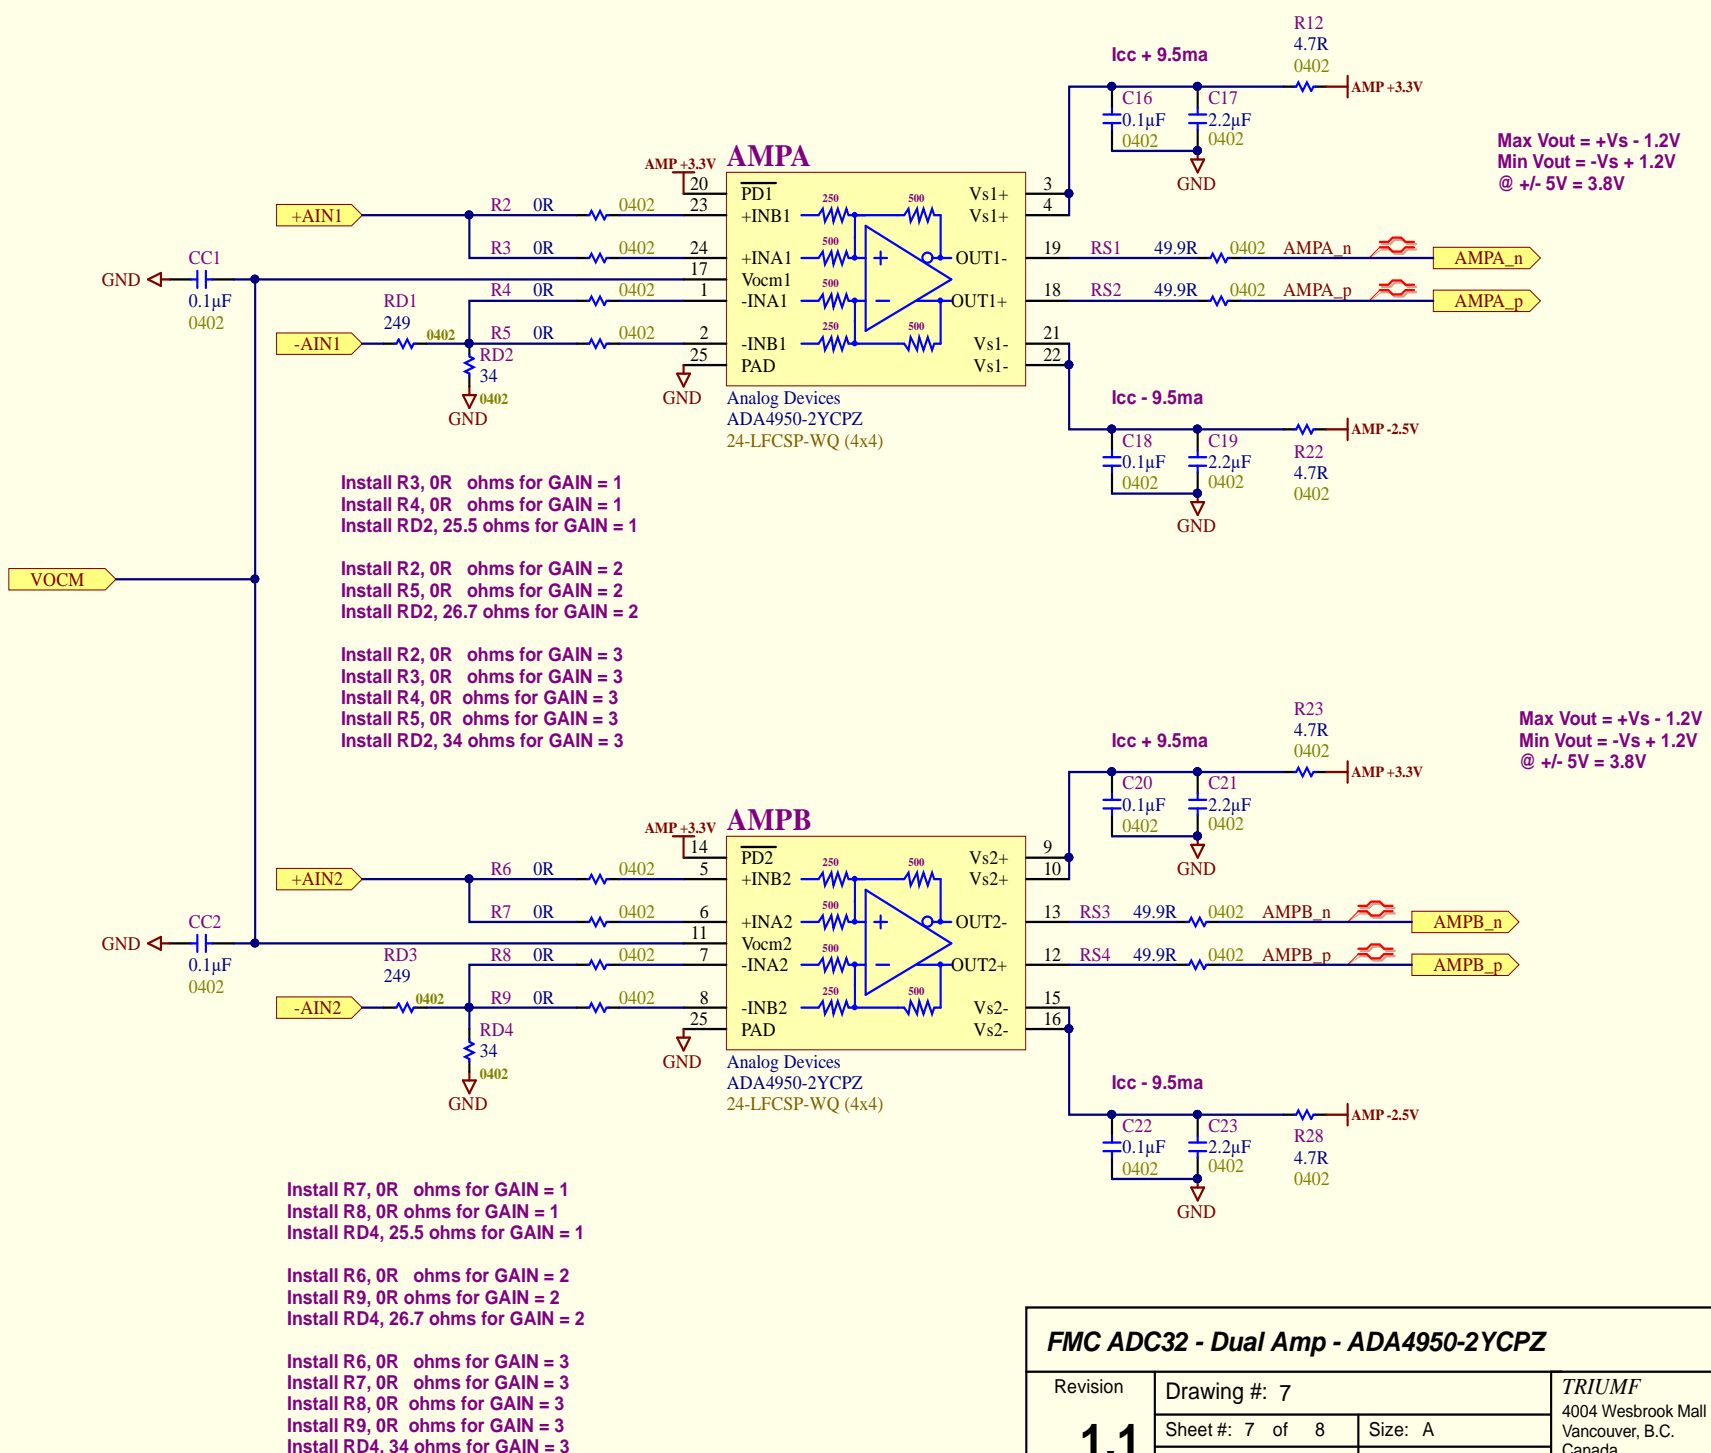 R12
4.7R
0402
Icc + 9.5ma
AMP +3.3V
C16
0.1µF
0402
C17
2.2µF
0402
GND
Max Vout = +Vs - 1.2V
Min Vout = -Vs + 1.2V
@ +/- 5V = 3.8V
AMP +3.3V
AMPA
20
PD1
23
+INB1
24
+INA1
17
Vocm1
1
-INA1
2
-INB1
25
PAD
250
500
500
500
250
500
Vs1+
3
Vs1+
4
OUT1-
19
OUT1+
18
Vs1-
21
Vs1-
22
+AIN1
R2 0R 0402
R3 0R 0402
CC1
GND
0.1µF
0402
R4 0R 0402
RD1
249
0402
-AIN1
R5 0R 0402
RD2
34
0402
GND
GND
RS1 49.9R 0402 AMPA_n
AMPA_n
RS2 49.9R 0402 AMPA_p
AMPA_p
Analog Devices
ADA4950-2YCPZ
24-LFCSP-WQ (4x4)
Icc - 9.5ma
AMP -2.5V
C18
0.1µF
0402
C19
2.2µF
0402
R22
4.7R
0402
GND
Install R3, 0R ohms for GAIN = 1
Install R4, 0R ohms for GAIN = 1
Install RD2, 25.5 ohms for GAIN = 1
Install R2, 0R ohms for GAIN = 2
Install R5, 0R ohms for GAIN = 2
Install RD2, 26.7 ohms for GAIN = 2
VOCM
Install R2, 0R ohms for GAIN = 3
Install R3, 0R ohms for GAIN = 3
Install R4, 0R ohms for GAIN = 3
Install R5, 0R ohms for GAIN = 3
Install RD2, 34 ohms for GAIN = 3
R23
4.7R
0402
Icc + 9.5ma
AMP +3.3V
C20
0.1µF
0402
C21
2.2µF
0402
GND
Max Vout = +Vs - 1.2V
Min Vout = -Vs + 1.2V
@ +/- 5V = 3.8V
AMP +3.3V
AMPB
14
PD2
5
+INB2
6
+INA2
11
Vocm2
7
-INA2
8
-INB2
25
PAD
250
500
500
500
250
500
Vs2+
9
Vs2+
10
OUT2-
13
OUT2+
12
Vs2-
15
Vs2-
16
+AIN2
R6 0R 0402
R7 0R 0402
CC2
GND
0.1µF
0402
R8 0R 0402
RD3
249
0402
-AIN2
R9 0R 0402
RD4
34
0402
GND
GND
RS3 49.9R 0402 AMPB_n
AMPB_n
RS4 49.9R 0402 AMPB_p
AMPB_p
Analog Devices
ADA4950-2YCPZ
24-LFCSP-WQ (4x4)
Icc - 9.5ma
AMP -2.5V
C22
0.1µF
0402
C23
2.2µF
0402
R28
4.7R
0402
GND
Install R7, 0R ohms for GAIN = 1
Install R8, 0R ohms for GAIN = 1
Install RD4, 25.5 ohms for GAIN = 1
Install R6, 0R ohms for GAIN = 2
Install R9, 0R ohms for GAIN = 2
Install RD4, 26.7 ohms for GAIN = 2
Install R6, 0R ohms for GAIN = 3
Install R7, 0R ohms for GAIN = 3
Install R8, 0R ohms for GAIN = 3
Install R9, 0R ohms for GAIN = 3
Install RD4, 34 ohms for GAIN = 3
FMC ADC32 - Dual Amp - ADA4950-2YCPZ
Revision
1.1
Drawing #: 7
Sheet #: 7 of 8
Size: A
TRIUMF
4004 Wesbrook Mall
Vancouver, B.C.
Canada